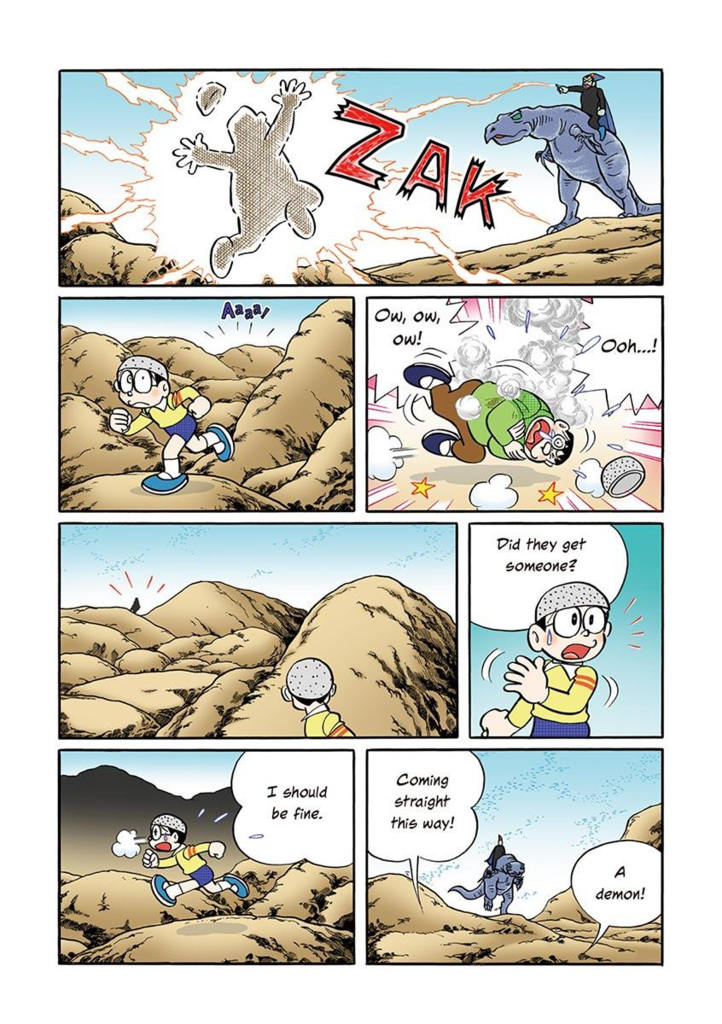 ZAK
Aaaa!
Ow, ow,
ow!
Ooh...!
Did they get
someone?
I should
be fine.
Coming
straight
this way!
A
demon!